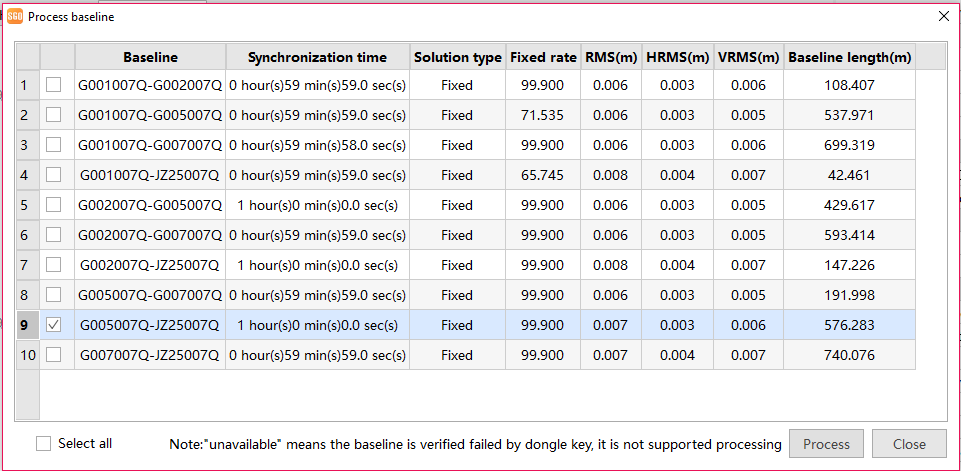 SGO Process baseline
Baseline Synchronization time Solution type Fixed rate RMS(m) HRMS(m) VRMS(m) Baseline length(m)
1 G001007Q-G002007Q 0 hour(s)59 min(s)59.0 sec(s) Fixed 99.900 0.006 0.003 0.006 108.407
2 G001007Q-G005007Q 0 hour(s)59 min(s)59.0 sec(s) Fixed 71.535 0.006 0.003 0.005 537.971
3 G001007Q-G007007Q 0 hour(s)59 min(s)58.0 sec(s) Fixed 99.900 0.006 0.003 0.006 699.319
4 G001007Q-JZ25007Q 0 hour(s)59 min(s)59.0 sec(s) Fixed 65.745 0.008 0.004 0.007 42.461
5 G002007Q-G005007Q 1 hour(s)0 min(s)0.0 sec(s) Fixed 99.900 0.006 0.003 0.005 429.617
6 G002007Q-G007007Q 0 hour(s)59 min(s)59.0 sec(s) Fixed 99.900 0.006 0.003 0.005 593.414
7 G002007Q-JZ25007Q 1 hour(s)0 min(s)0.0 sec(s) Fixed 99.900 0.008 0.004 0.007 147.226
8 G005007Q-G007007Q 0 hour(s)59 min(s)59.0 sec(s) Fixed 99.900 0.006 0.003 0.005 191.998
9 G005007Q-JZ25007Q 1 hour(s)0 min(s)0.0 sec(s) Fixed 99.900 0.007 0.003 0.006 576.283
10 G007007Q-JZ25007Q 0 hour(s)59 min(s)59.0 sec(s) Fixed 99.900 0.007 0.004 0.007 740.076
Select all Note:"unavailable" means the baseline is verified failed by dongle key, it is not supported processing Process Close